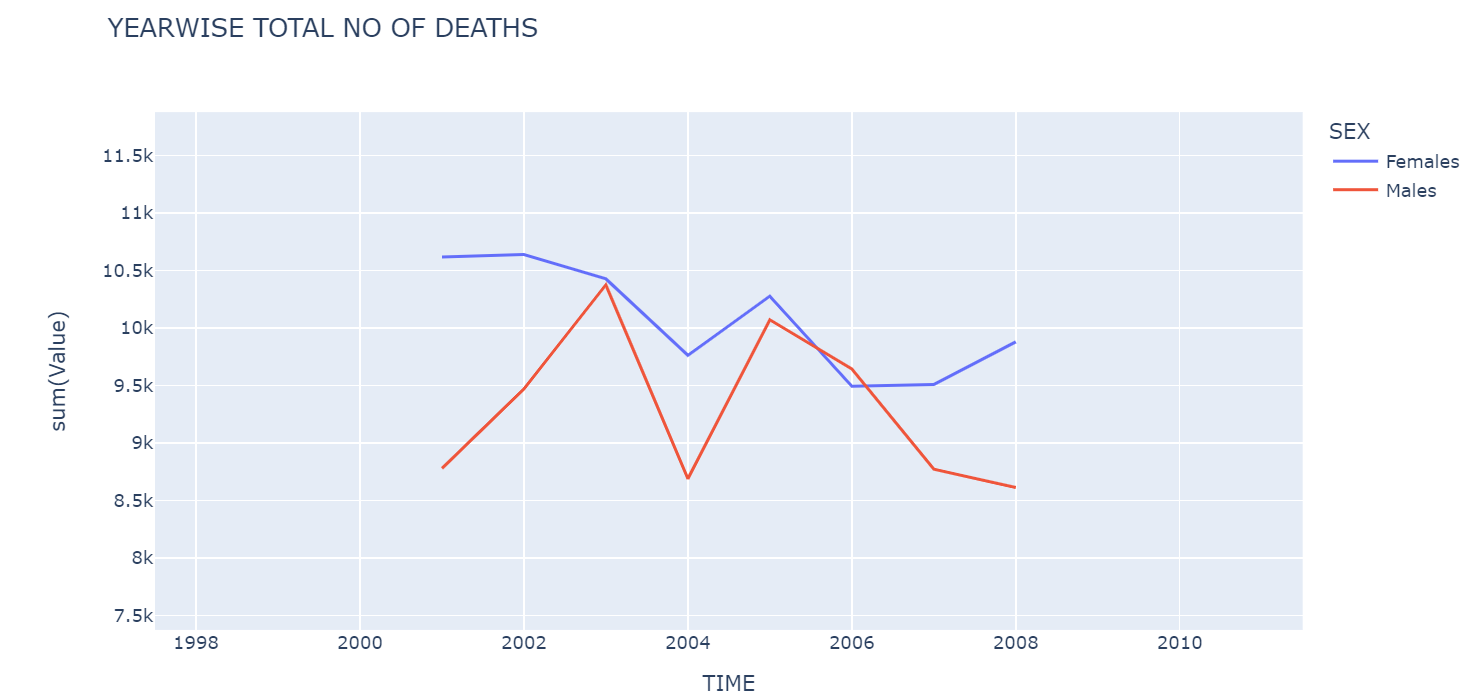 YEARWISE TOTAL NO OF DEATHS
SEX
Females
Males
11.5k
11k
10.5k
10k
9.5k
9k
8.5k
8k
7.5k
sum(Value)
1998 2000 2002 2004 2006 2008 2010
TIME